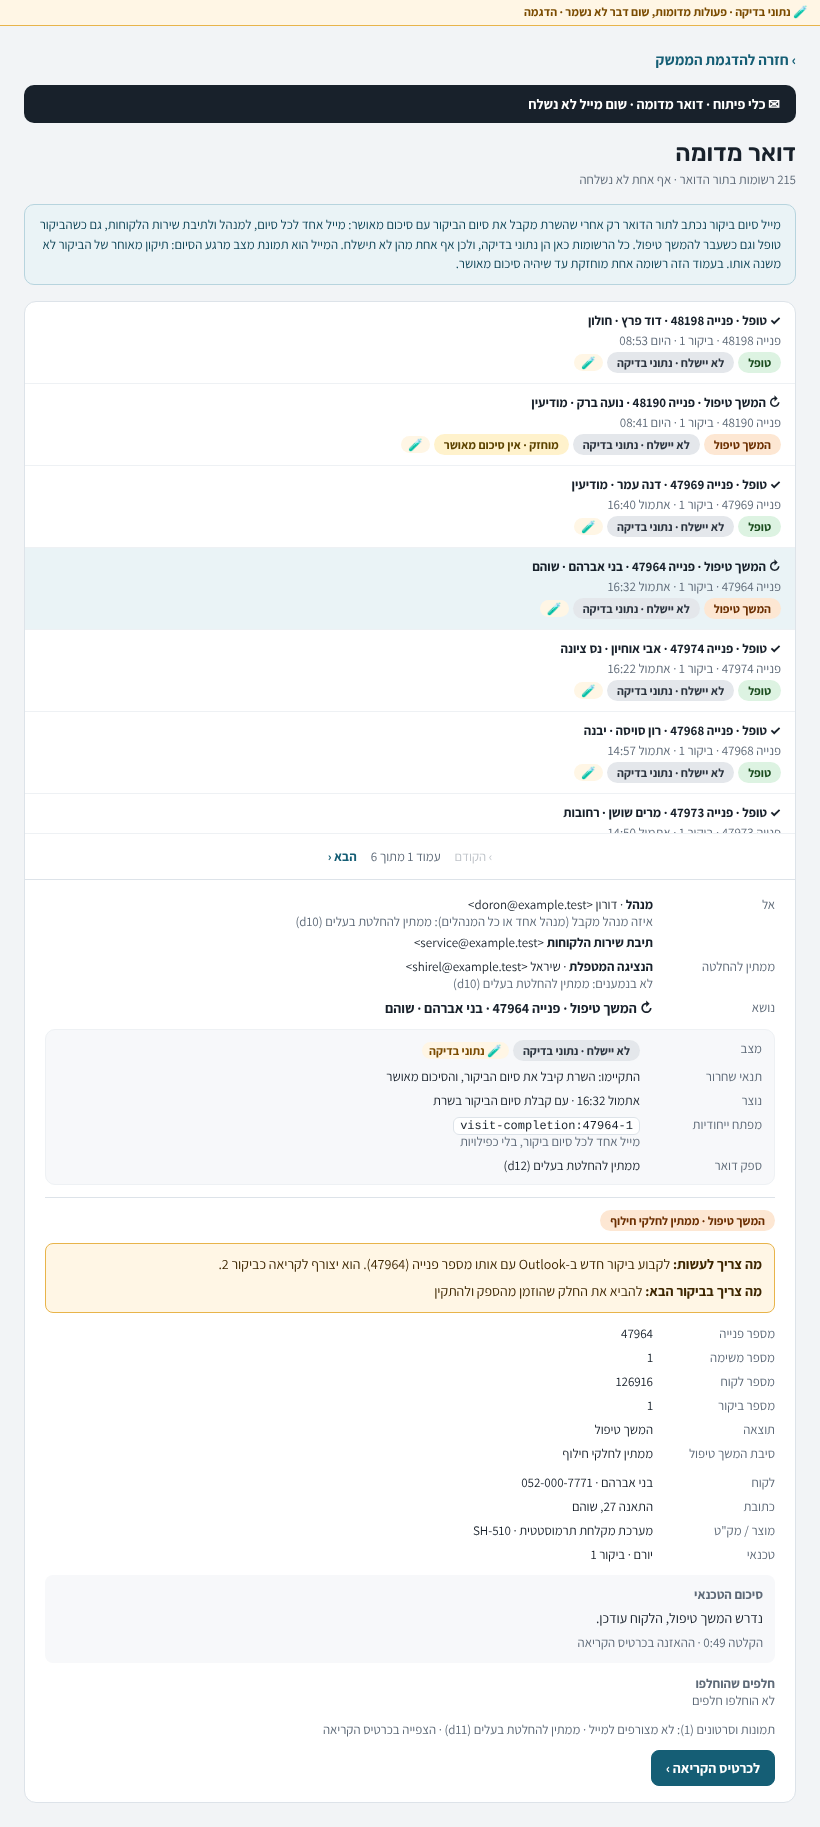 🧪 נתוני בדיקה · פעולות מדומות, שום דבר לא נשמר · הדגמה
› חזרה להדגמת הממשק
✉ כלי פיתוח · דואר מדומה · שום מייל לא נשלח
דואר מדומה
215 רשומות בתור הדואר · אף אחת לא נשלחה
מייל סיום ביקור נכתב לתור הדואר רק אחרי שהשרת מקבל את סיום הביקור עם סיכום מאושר: מייל אחד לכל סיום, למנהל ולתיבת שירות הלקוחות, גם כשהביקור
טופל וגם כשעבר להמשך טיפול. כל הרשומות כאן הן נתוני בדיקה, ולכן אף אחת מהן לא תישלח. המייל הוא תמונת מצב מרגע הסיום: תיקון מאוחר של הביקור לא
משנה אותו. בעמוד הזה רשומה אחת מוחזקת עד שיהיה סיכום מאושר.
✓ טופל · פנייה 48198 · דוד פרץ · חולון
פנייה 48198 · ביקור 1 · היום 08:53
טופל לא יישלח · נתוני בדיקה 🧪
↻ המשך טיפול · פנייה 48190 · נועה ברק · מודיעין
פנייה 48190 · ביקור 1 · היום 08:41
המשך טיפול לא יישלח · נתוני בדיקה מוחזק · אין סיכום מאושר 🧪
✓ טופל · פנייה 47969 · דנה עמר · מודיעין
פנייה 47969 · ביקור 1 · אתמול 16:40
טופל לא יישלח · נתוני בדיקה 🧪
↻ המשך טיפול · פנייה 47964 · בני אברהם · שוהם
פנייה 47964 · ביקור 1 · אתמול 16:32
המשך טיפול לא יישלח · נתוני בדיקה 🧪
✓ טופל · פנייה 47974 · אבי אוחיון · נס ציונה
פנייה 47974 · ביקור 1 · אתמול 16:22
טופל לא יישלח · נתוני בדיקה 🧪
✓ טופל · פנייה 47968 · רון סויסה · יבנה
פנייה 47968 · ביקור 1 · אתמול 14:57
טופל לא יישלח · נתוני בדיקה 🧪
✓ טופל · פנייה 47973 · מרים ששון · רחובות
פנייה 47973 · ביקור 1 · אתמול 14:50
› הקודם עמוד 1 מתוך 6 הבא ‹
אל מנהל · דורון <doron@example.test>
איזה מנהל מקבל (מנהל אחד או כל המנהלים): ממתין להחלטת בעלים (d10)
תיבת שירות הלקוחות <service@example.test>
ממתין להחלטה הנציגה המטפלת · שיראל <shirel@example.test>
לא בנמענים: ממתין להחלטת בעלים (d10)
נושא ↻ המשך טיפול · פנייה 47964 · בני אברהם · שוהם
מצב לא יישלח · נתוני בדיקה 🧪 נתוני בדיקה
תנאי שחרור התקיימו: השרת קיבל את סיום הביקור, והסיכום מאושר
נוצר אתמול 16:32 · עם קבלת סיום הביקור בשרת
מפתח ייחודיות visit-completion:47964-1
מייל אחד לכל סיום ביקור, בלי כפילויות
ספק דואר ממתין להחלטת בעלים (d12)
המשך טיפול · ממתין לחלקי חילוף
מה צריך לעשות: לקבוע ביקור חדש ב-Outlook עם אותו מספר פנייה (47964). הוא יצורף לקריאה כביקור 2.
מה צריך בביקור הבא: להביא את החלק שהוזמן מהספק ולהתקין
מספר פנייה 47964
מספר משימה 1
מספר לקוח 126916
מספר ביקור 1
תוצאה המשך טיפול
סיבת המשך טיפול ממתין לחלקי חילוף
לקוח בני אברהם · 052-000-7771
כתובת התאנה 27, שוהם
מוצר / מק"ט מערכת מקלחת תרמוסטטית · SH-510
טכנאי יורם · ביקור 1
סיכום הטכנאי
נדרש המשך טיפול, הלקוח עודכן.
הקלטה 0:49 · ההאזנה בכרטיס הקריאה
חלפים שהוחלפו
לא הוחלפו חלפים
תמונות וסרטונים (1): לא מצורפים למייל · ממתין להחלטת בעלים (d11) · הצפייה בכרטיס הקריאה
לכרטיס הקריאה ‹